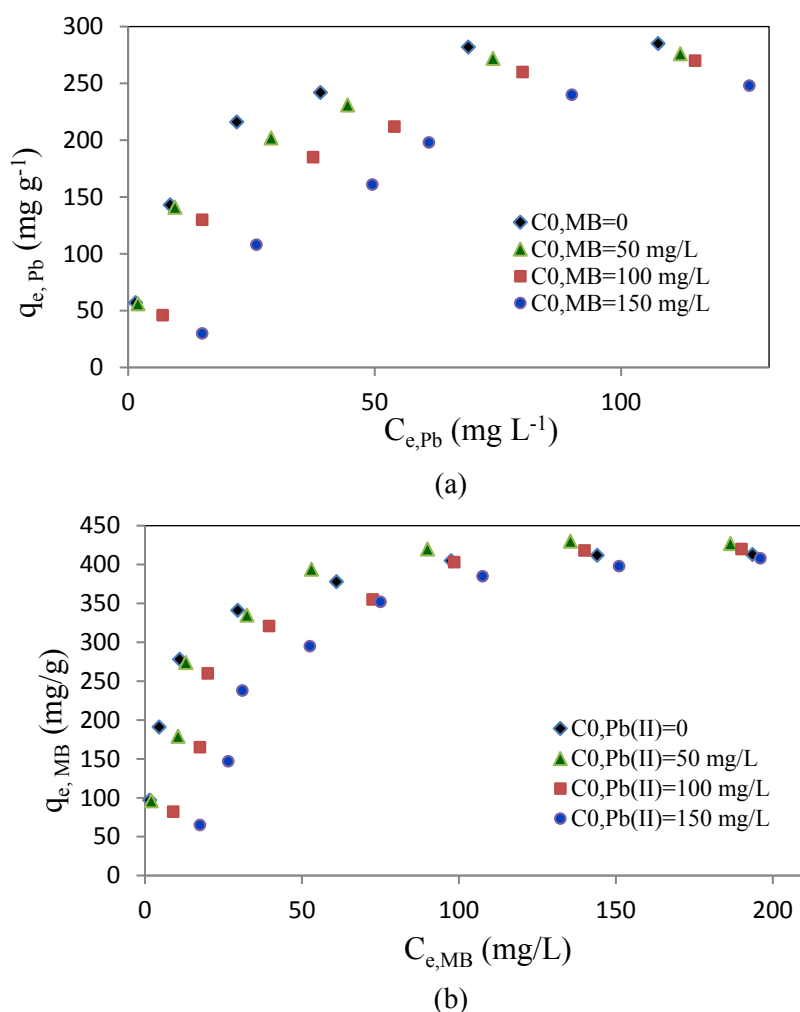 300
250
200
150
100
50
0
q_e, Pb (mg g^-1)
C0,MB=0
C0,MB=50 mg/L
C0,MB=100 mg/L
C0,MB=150 mg/L
0 50 100
C_e,Pb (mg L^-1)
(a)
450
400
350
300
250
200
150
100
50
0
q_e, MB (mg/g)
C0,Pb(II)=0
C0,Pb(II)=50 mg/L
C0,Pb(II)=100 mg/L
C0,Pb(II)=150 mg/L
0 50 100 150 200
C_e,MB (mg/L)
(b)